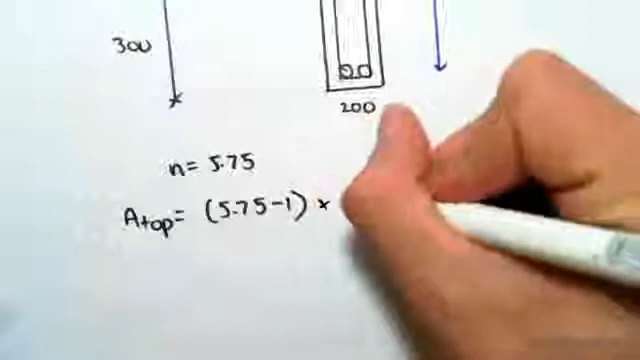 300
200
n = 5.75
Atop = (5.75-1) ×